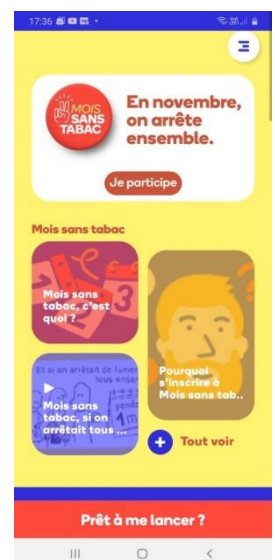 17:36
MOIS
SANS
TABAC
En novembre,
on arrête
ensemble.
Je participe
Mois sans tabac
Mois sans
tabac, c'est
quoi ?
3
Pourquoi
s'inscrire à
Mois sans tab..
Et si on arrêtait de fumer
tous
Mois sans
tabac, si on
arrêtait tous ...
Tout voir
Prêt à me lancer ?